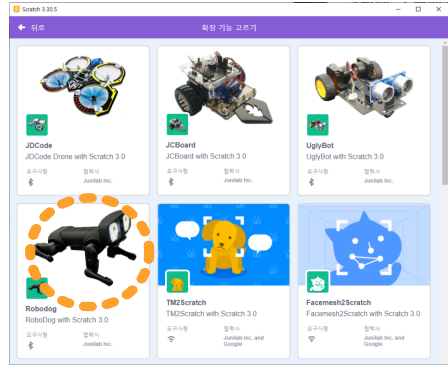 Scratch 3.30.5
뒤로
확장 기능 고르기
JDCode
JDCode Drone with Scratch 3.0
요구사항
협력사
Junilab Inc.
JCBoard
JCBoard with Scratch 3.0
요구사항
협력사
Junilab Inc.
UglyBot
UglyBot with Scratch 3.0
요구사항
협력사
Junilab Inc.
Robodog
RoboDog with Scratch 3.0
요구사항
협력사
Junilab Inc.
TM2Scratch
TM2Scratch with Scratch 3.0
요구사항
협력사
Junilab Inc. and
Google
Facemesh2Scratch
Facemesh2Scratch with Scratch 3.0
요구사항
협력사
Junilab Inc. and
Google